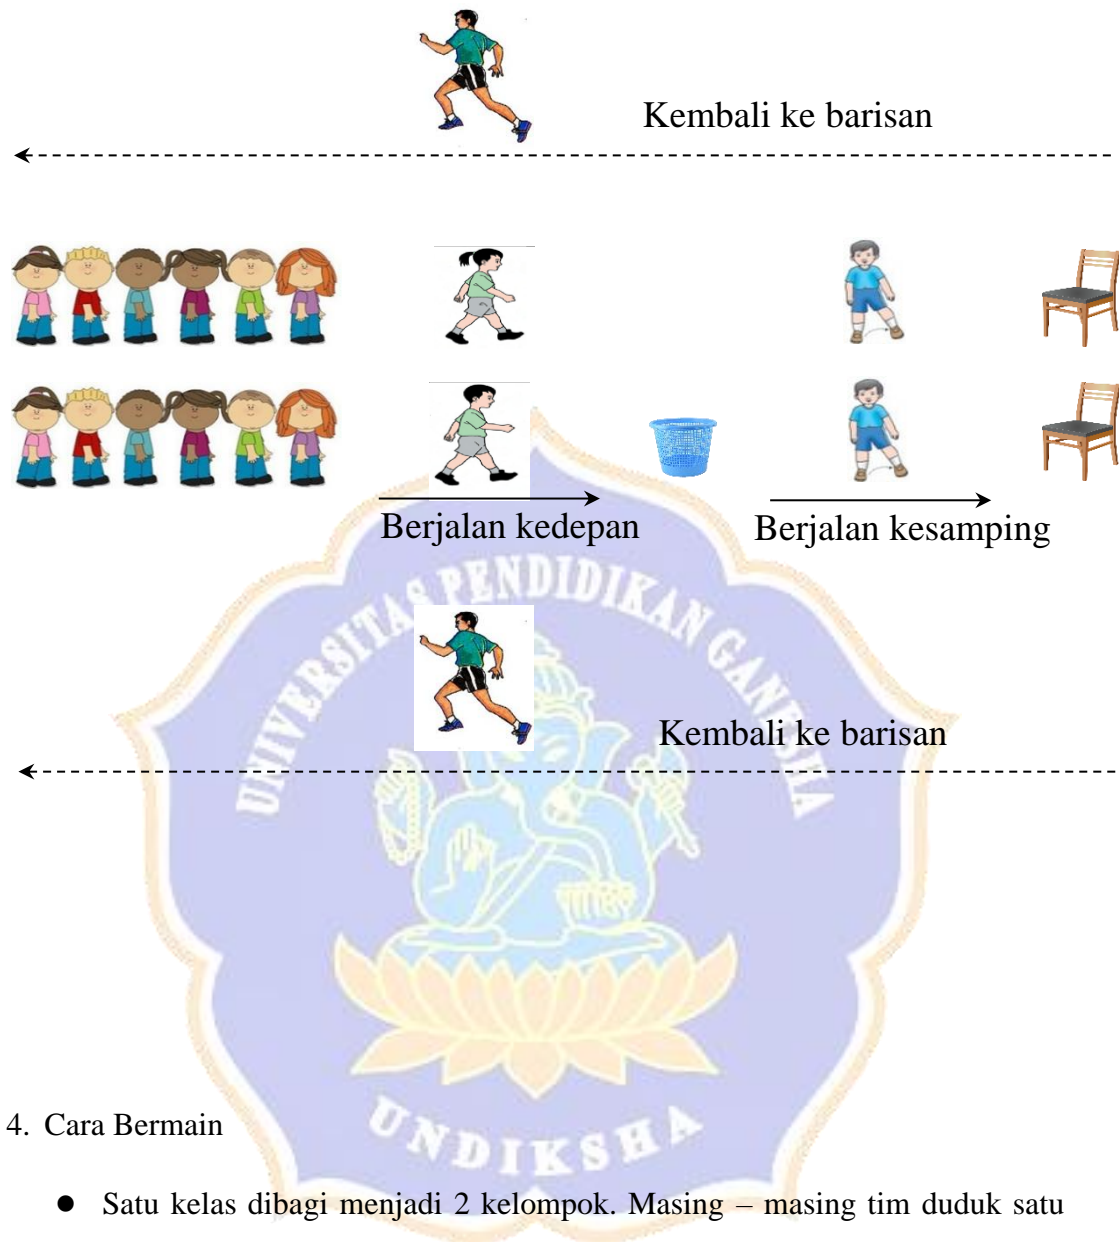 Kembali ke barisan
Berjalan kedepan
Berjalan kesamping
UNIVERSITAS PENDIDIKAN GANESHA
Kembali ke barisan
UNDIKSHA
4. Cara Bermain
● Satu kelas dibagi menjadi 2 kelompok. Masing – masing tim duduk satu